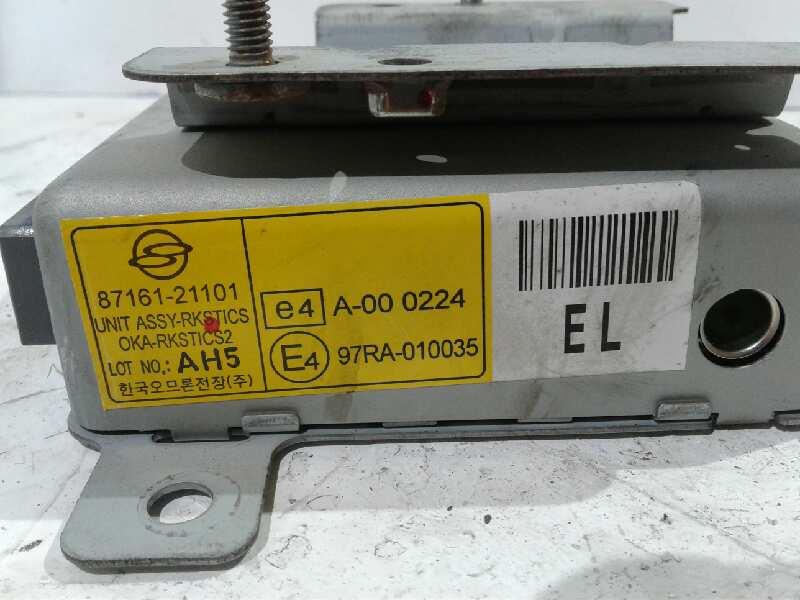 87161-21101
UNIT ASSY-RKSTICS
OKA-RKSTICS2
LOT NO,: AH5
한국오므론전장(주)
e4 A-00 0224
E4 97RA-010035
EL